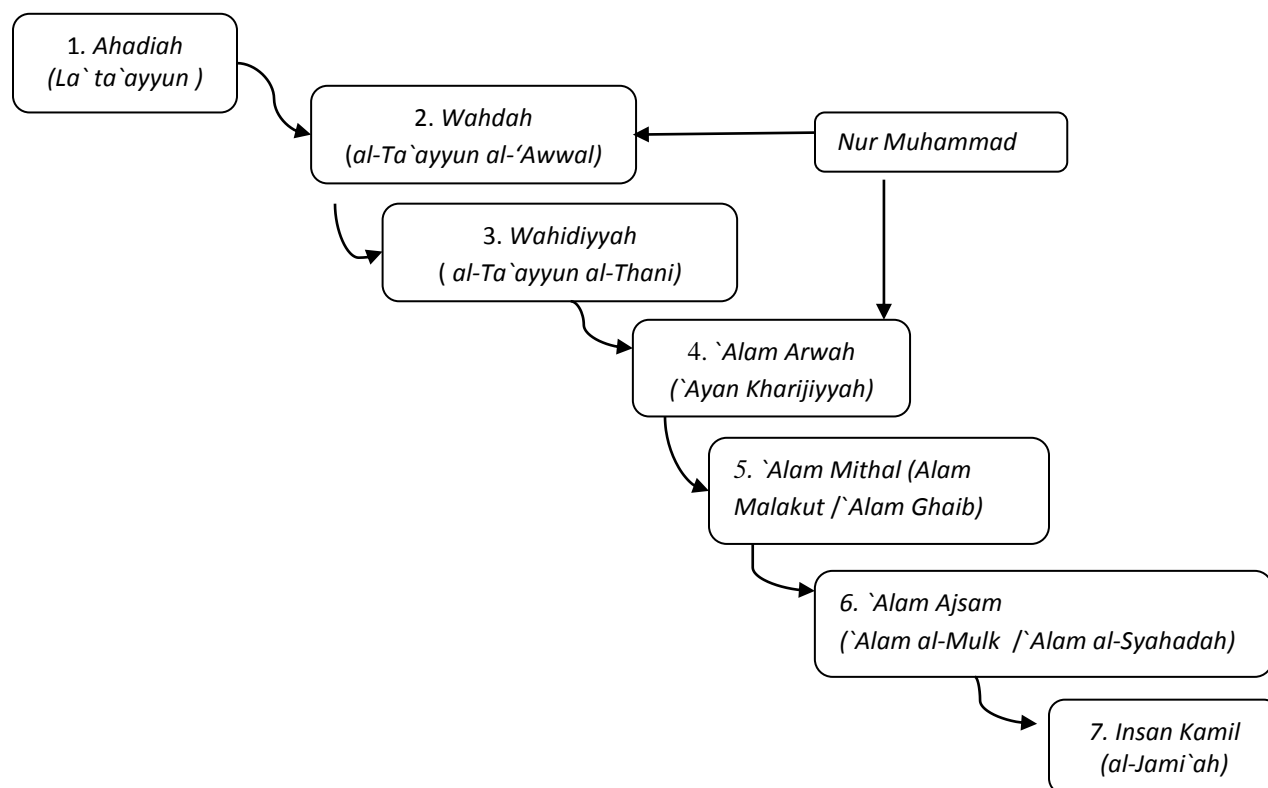 1. Ahadiah
(La` ta`ayyun )
2. Wahdah
(al-Ta`ayyun al-‘Awwal)
Nur Muhammad
3. Wahidiyyah
( al-Ta`ayyun al-Thani)
4. `Alam Arwah
(`Ayan Kharijiyyah)
5. `Alam Mithal (Alam
Malakut /`Alam Ghaib)
6. `Alam Ajsam
(`Alam al-Mulk /`Alam al-Syahadah)
7. Insan Kamil
(al-Jami`ah)